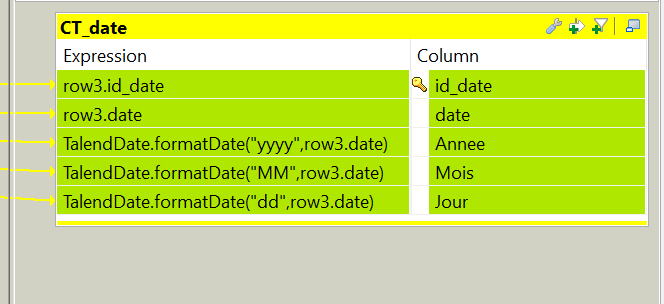 CT_date
Expression Column
row3.id_date id_date
row3.date date
TalendDate.formatDate("yyyy",row3.date) Annee
TalendDate.formatDate("MM",row3.date) Mois
TalendDate.formatDate("dd",row3.date) Jour